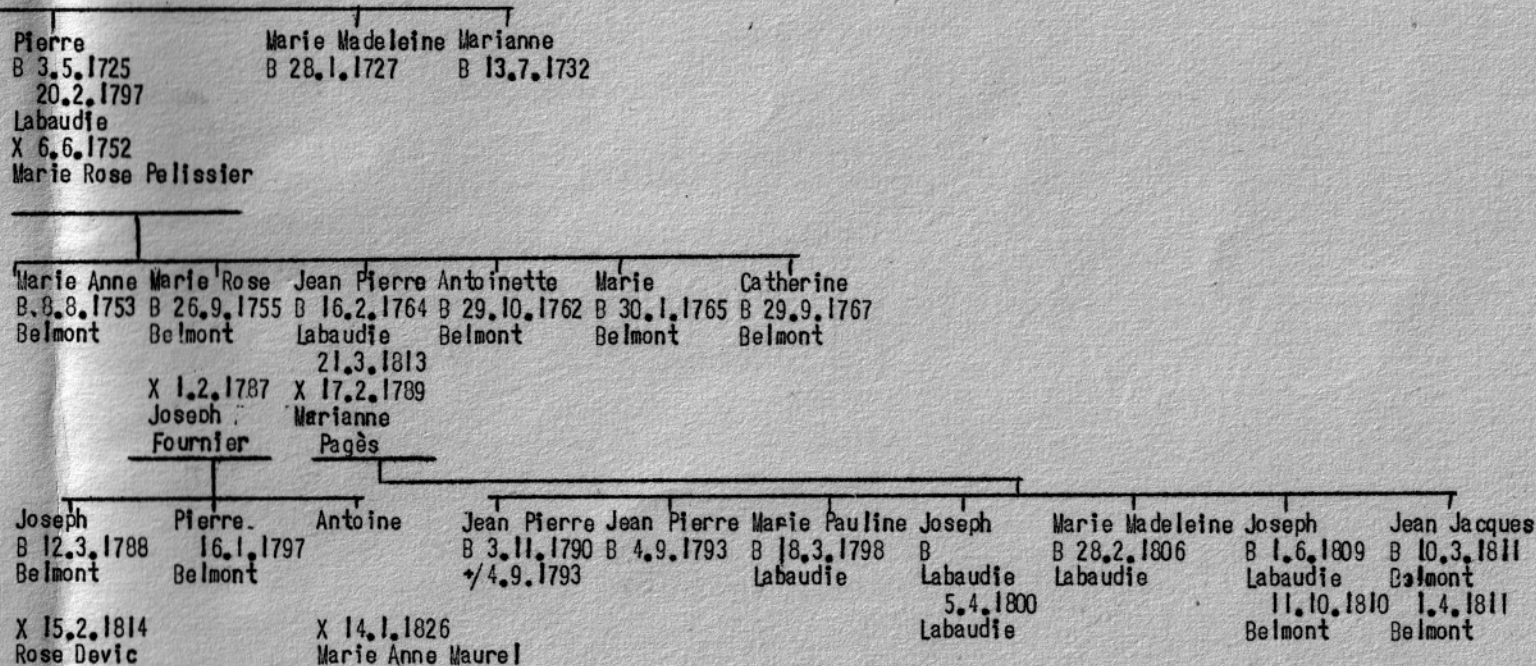 Pierre Marie Madeleine Marianne
B 3.5.1725 B 28.1.1727 B 13.7.1732
20.2.1797
Labaudie
X 6.6.1752
Marie Rose Pelissier
Marie Anne Marie Rose Jean Pierre Antoinette Marie Catherine
B.8.8.1753 B 26.9.1755 B 16.2.1764 B 29.10.1762 B 30.1.1765 B 29.9.1767
Belmont Belmont Labaudie Belmont Belmont Belmont
21.3.1813
X 1.2.1787 X 17.2.1789
Joseph Marianne
Fournier Pagès
Joseph Pierre. Antoine Jean Pierre Jean Pierre Marie Pauline Joseph Marie Madeleine Joseph Jean Jacques
B 12.3.1788 16.1.1797 B 3.11.1790 B 4.9.1793 B 18.3.1798 B B 28.2.1806 B 1.6.1809 B 10.3.1811
Belmont Belmont +/4.9.1793 Labaudie Labaudie Labaudie Labaudie Belmont
5.4.1800 11.10.1810 1.4.1811
X 15.2.1814 X 14.1.1826 Labaudie Belmont Belmont
Rose Devic Marie Anne Maurel